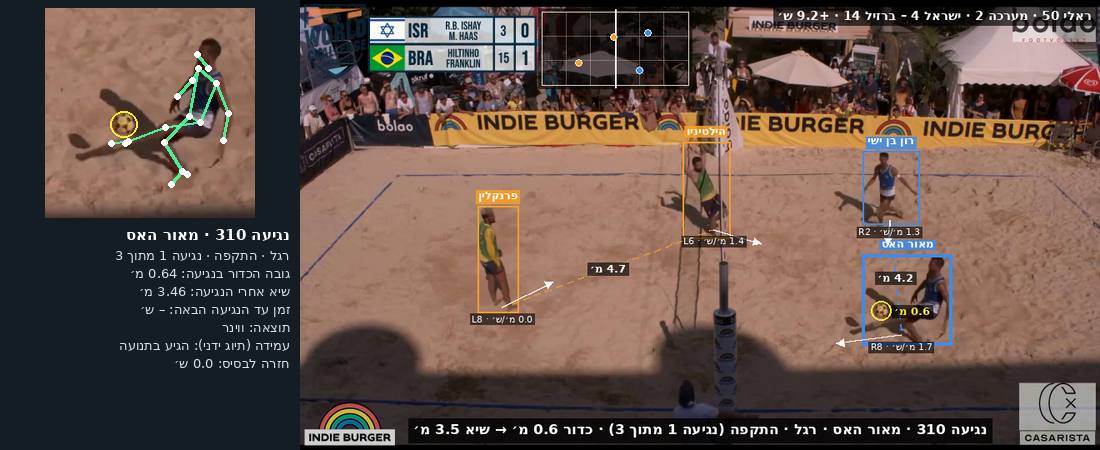 נגיעה 310 · מאור האס
רגל · התקפה · נגיעה 1 מתוך 3
גובה הכדור בנגיעה: 0.64 מ׳
שיא אחרי הנגיעה: 3.46 מ׳
זמן עד הנגיעה הבאה: – ש׳
תוצאה: ווינר
עמידה (תיוג ידני): הגיע בתנועה
חזרה לבסיס: 0.0 ש׳
ראלי 50 · מערכה 2 · ישראל 4 – ברזיל 14 · +9.2 ש׳
ISR R.B. ISHAY M. HAAS 3 0
BRA HILTINHO FRANKLIN 15 1
INDIE BURGER
bolao
FOOTVOLLEY
bolao
INDIE BURGER
INDIE BURGER
INDIE BURGER
CASARISTA
הילטיניו
רון בן ישי
פרנקלין
L6 · 1.4 מ׳/ש׳
R2 · 1.3 מ׳/ש׳
מאור האס
4.7 מ׳
4.2 מ׳
0.6 מ׳
L8 · 0.0 מ׳/ש׳
R8 · 1.7 מ׳/ש׳
INDIE BURGER
נגיעה 310 · מאור האס · רגל · התקפה (נגיעה 1 מתוך 3) · כדור 0.6 מ׳ → שיא 3.5 מ׳
CASARISTA